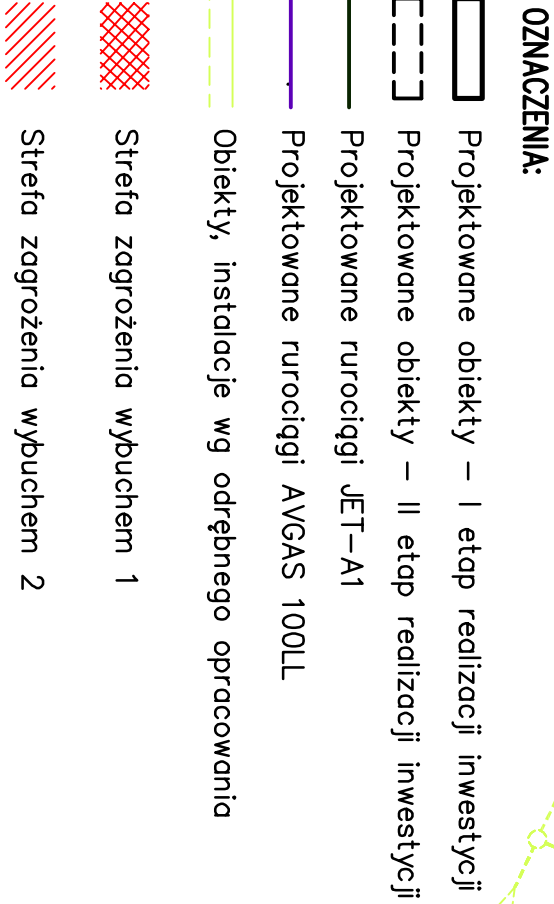 OZNACZENIA:
Projektowane obiekty – I etap realizacji inwestycji
Projektowane obiekty – II etap realizacji inwestycji
Projektowane rurociągi JET–A1
Projektowane rurociągi AVGAS 100LL
Obiekty, instalacje wg odrębnego opracowania
Strefa zagrożenia wybuchem 1
Strefa zagrożenia wybuchem 2